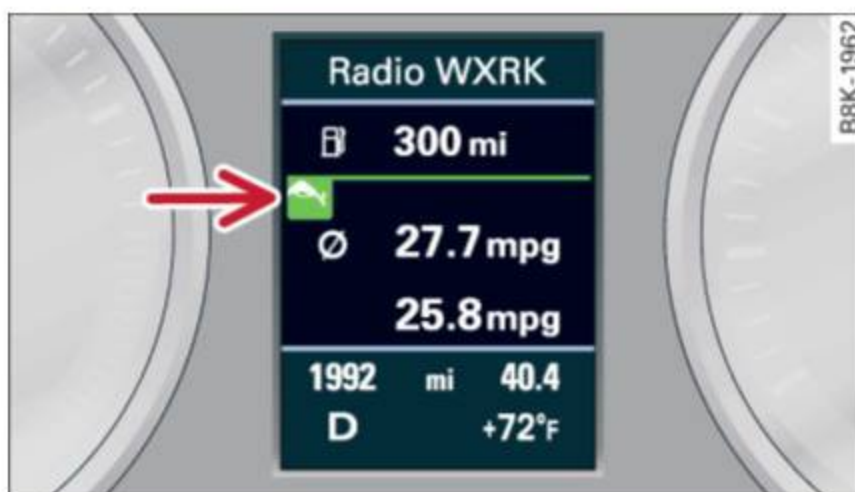 Radio WXRK
300 mi
Ø 27.7 mpg
25.8 mpg
1992 mi 40.4
D +72°F
B8K-1962